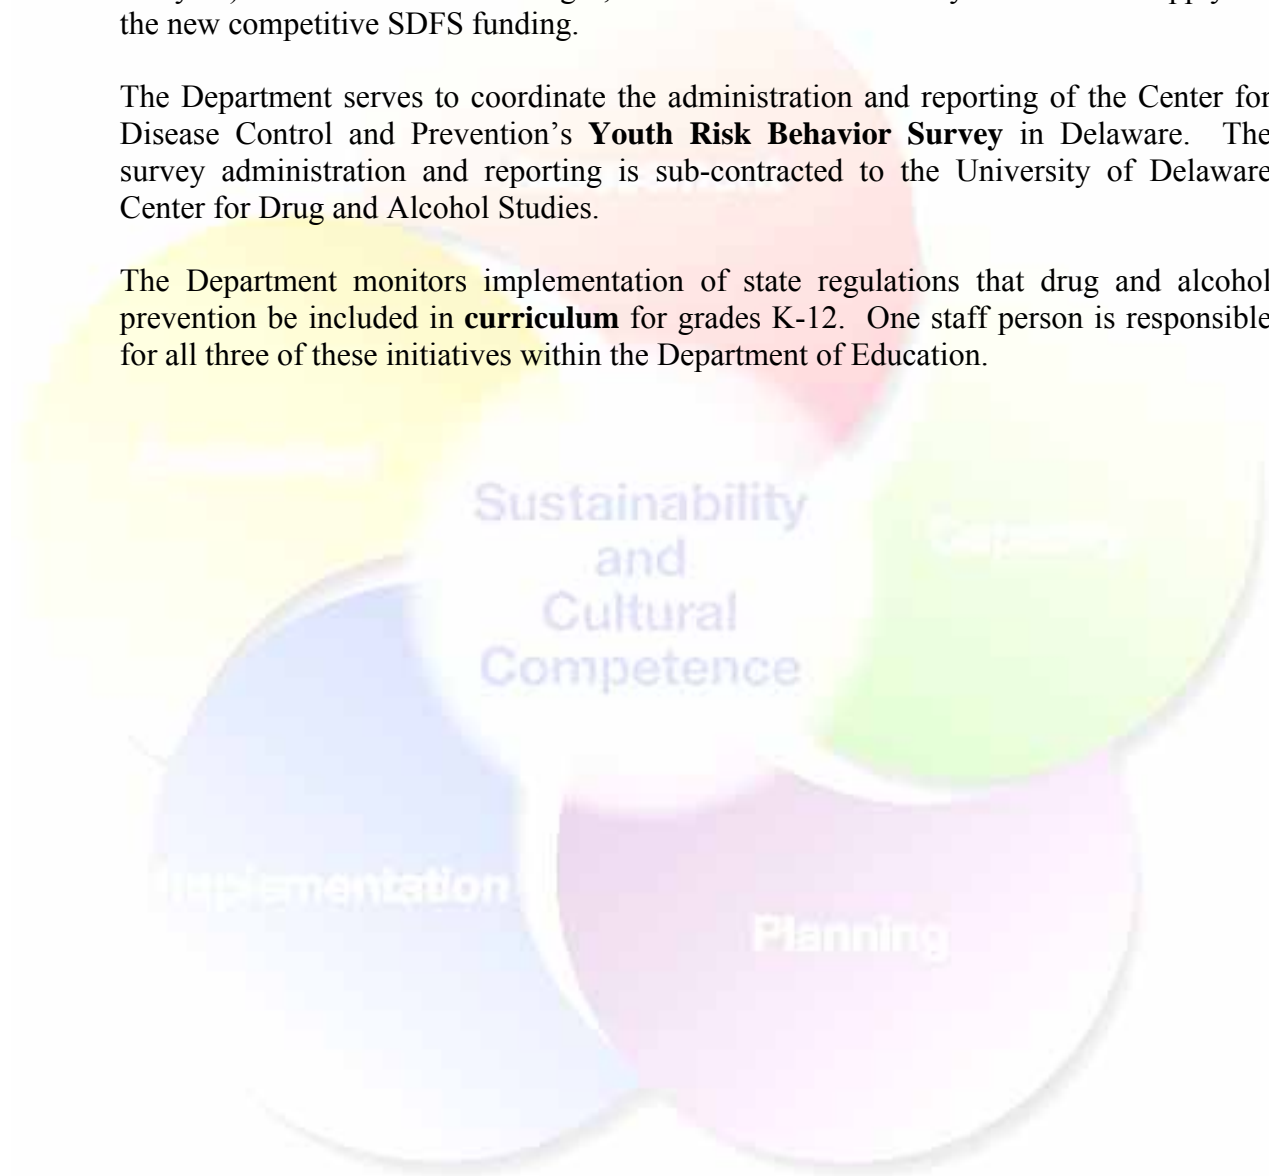 the new competitive SDFS funding.
The Department serves to coordinate the administration and reporting of the Center for
Disease Control and Prevention’s Youth Risk Behavior Survey in Delaware. The
survey administration and reporting is sub-contracted to the University of Delaware
Center for Drug and Alcohol Studies.
The Department monitors implementation of state regulations that drug and alcohol
prevention be included in curriculum for grades K-12. One staff person is responsible
for all three of these initiatives within the Department of Education.
Sustainability
and
Cultural
Competence
Implementation
Planning